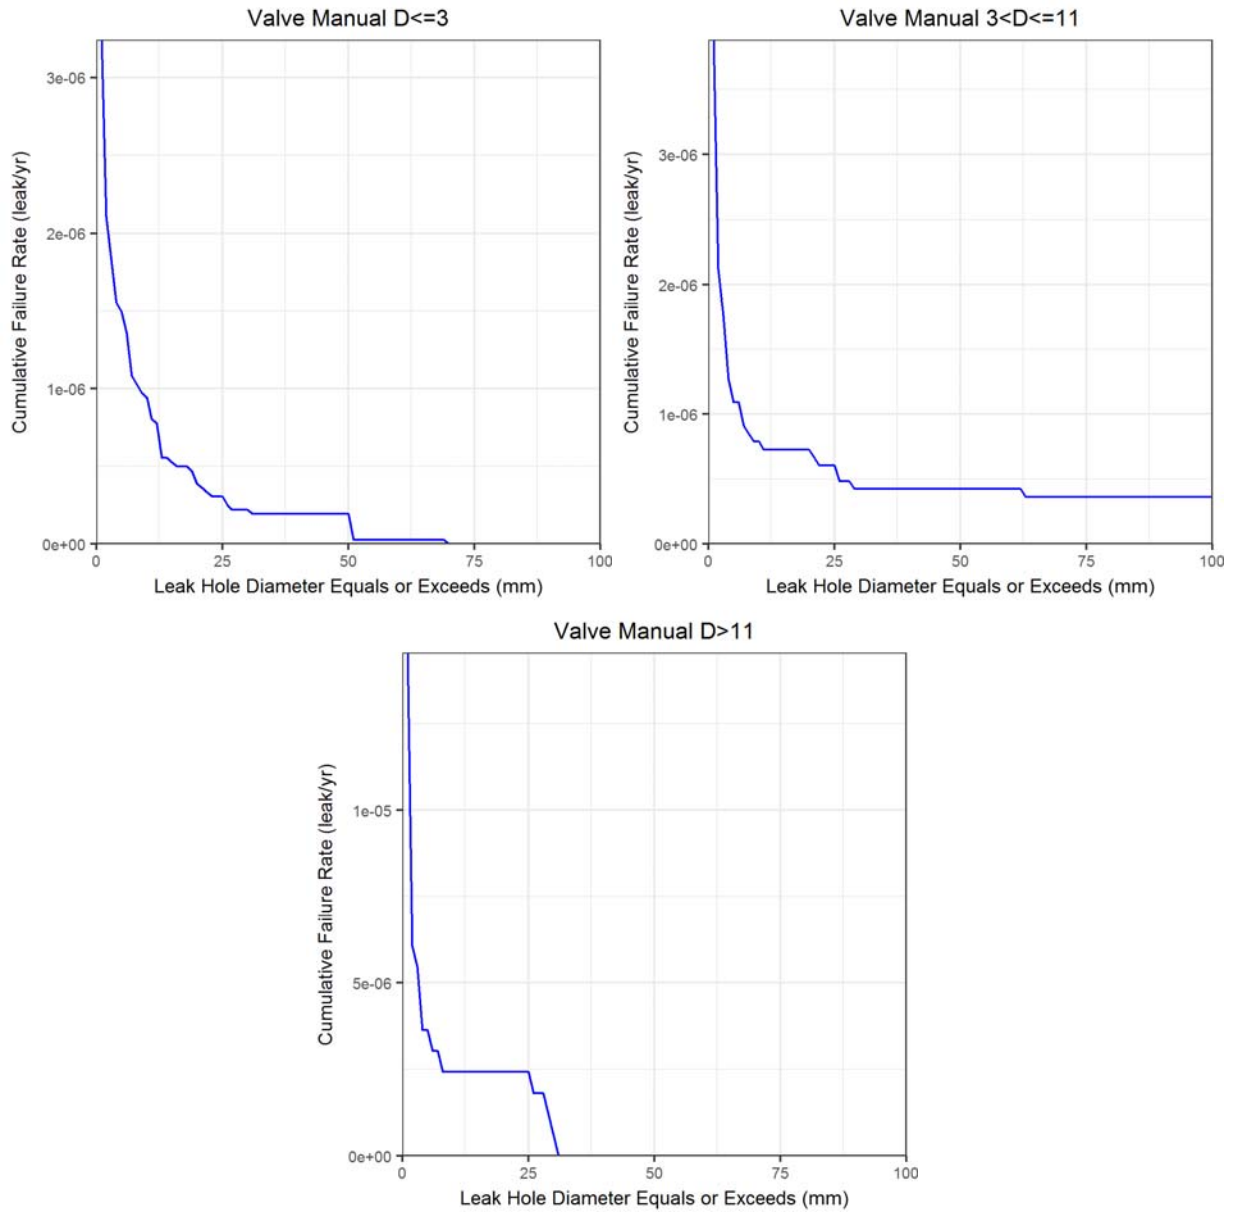 Valve Manual D<=3
Cumulative Failure Rate (leak/yr)
3e-06
2e-06
1e-06
0e+00
0 25 50 75 100
Leak Hole Diameter Equals or Exceeds (mm)
Valve Manual 3<D<=11
Cumulative Failure Rate (leak/yr)
3e-06
2e-06
1e-06
0e+00
0 25 50 75 100
Leak Hole Diameter Equals or Exceeds (mm)
Valve Manual D>11
Cumulative Failure Rate (leak/yr)
1e-05
5e-06
0e+00
0 25 50 75 100
Leak Hole Diameter Equals or Exceeds (mm)